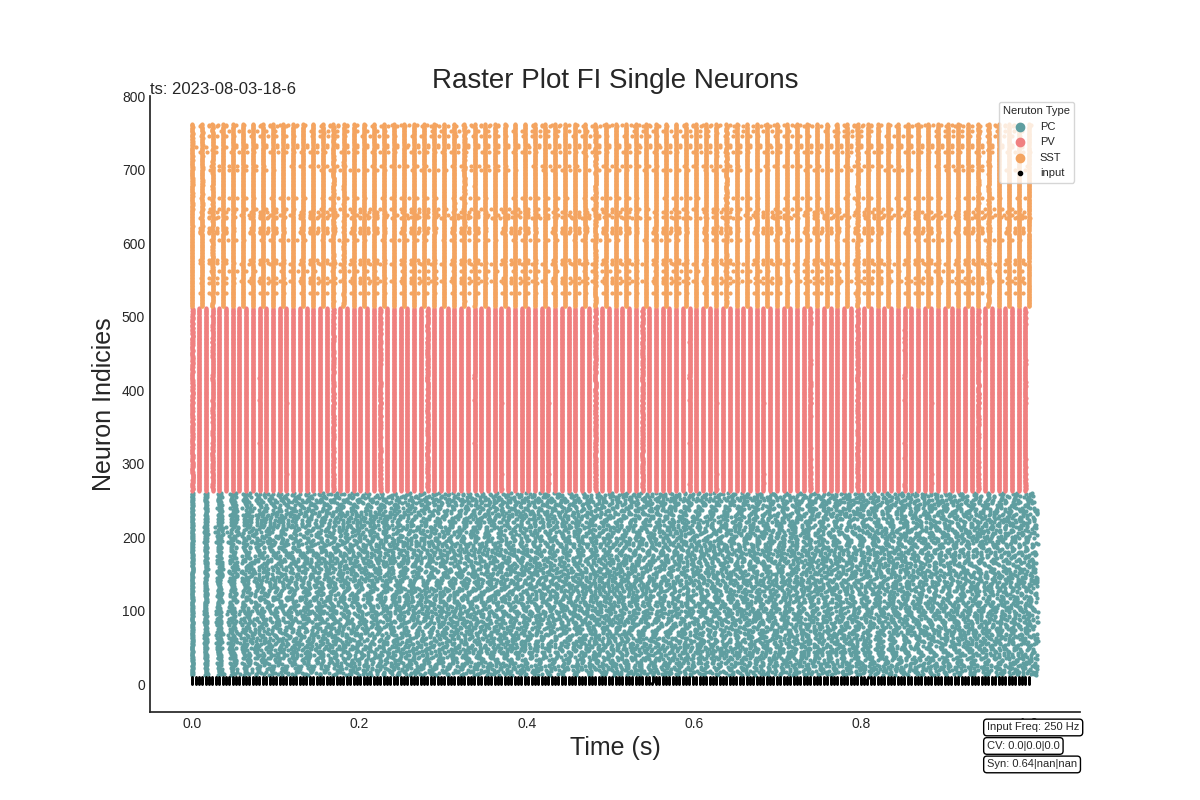 Raster Plot FI Single Neurons
ts: 2023-08-03-18-6
800
700
600
500
400
300
200
100
0
Neuron Indicies
Neruton Type
PC
PV
SST
input
0.0
0.2
0.4
0.6
0.8
Time (s)
Input Freq: 250 Hz
CV: 0.0|0.0|0.0
Syn: 0.64|nan|nan